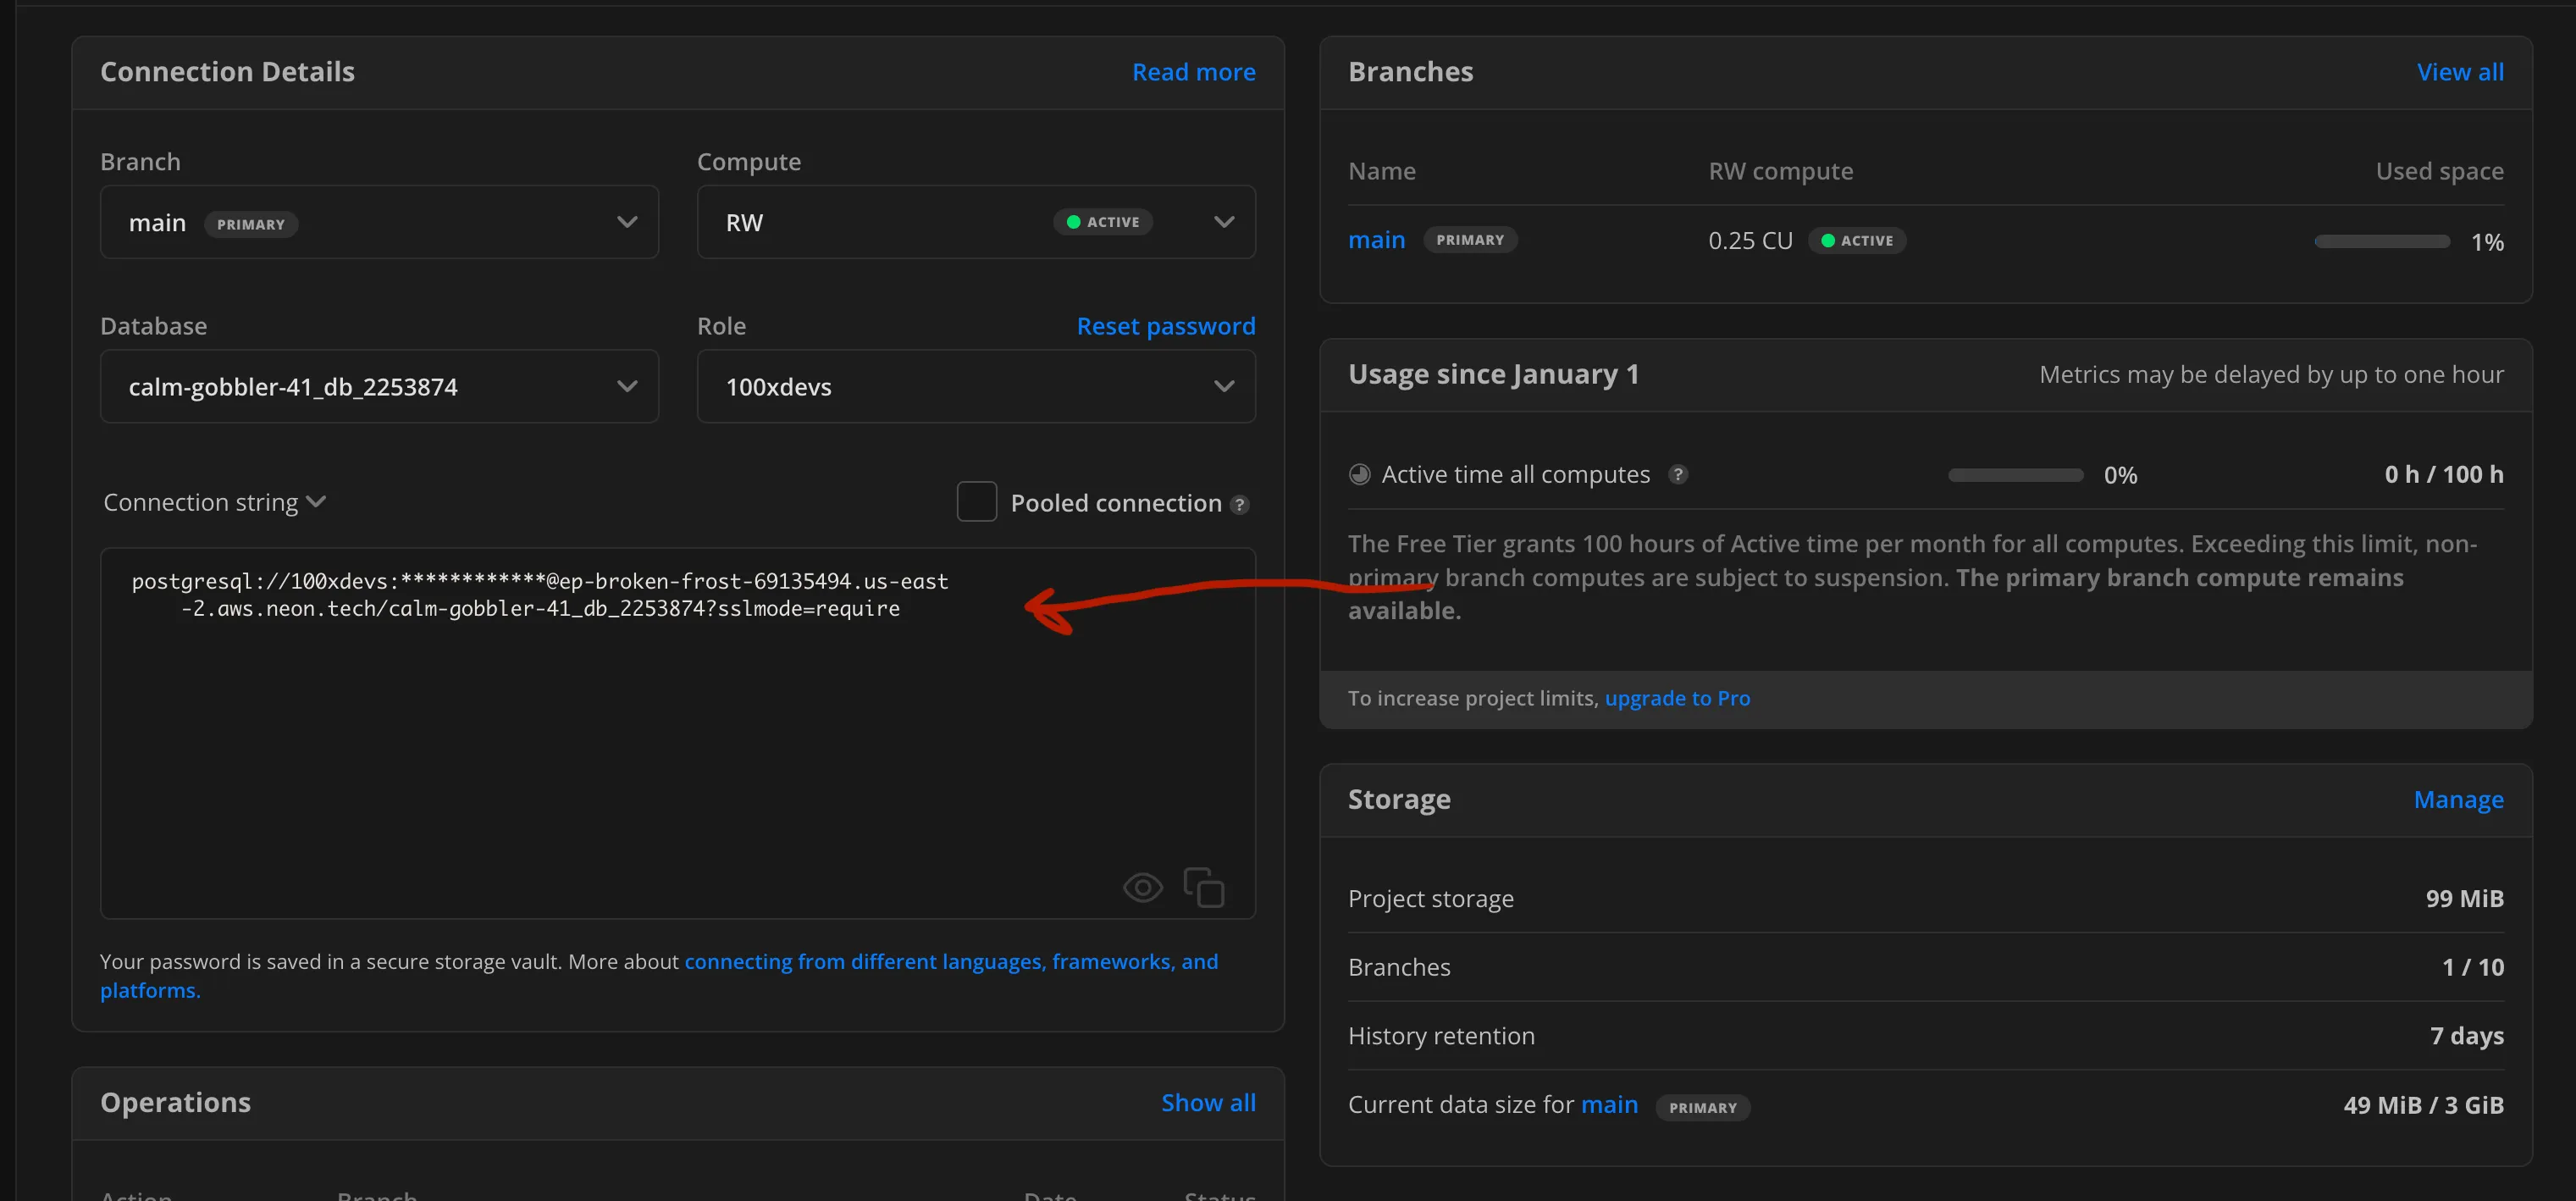 Connection Details
Read more
Branch
Compute
main PRIMARY
RW ACTIVE
Database
Role
Reset password
calm-gobbler-41_db_2253874
100xdevs
Connection string
Pooled connection ?
postgresql://100xdevs:************@ep-broken-frost-69135494.us-east
-2.aws.neon.tech/calm-gobbler-41_db_2253874?sslmode=require
Your password is saved in a secure storage vault. More about connecting from different languages, frameworks, and
platforms.
Operations
Show all
Action Branch Date Status
Branches
View all
Name RW compute Used space
main PRIMARY 0.25 CU ACTIVE 1%
Usage since January 1
Metrics may be delayed by up to one hour
Active time all computes ? 0% 0 h / 100 h
The Free Tier grants 100 hours of Active time per month for all computes. Exceeding this limit, non-
primary branch computes are subject to suspension. The primary branch compute remains
available.
To increase project limits, upgrade to Pro
Storage
Manage
Project storage 99 MiB
Branches 1 / 10
History retention 7 days
Current data size for main PRIMARY 49 MiB / 3 GiB